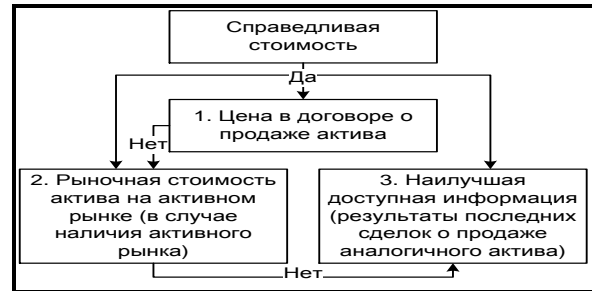 Справедливая
стоимость
Да
1. Цена в договоре о
продаже актива
Нет
2. Рыночная стоимость
актива на активном
рынке (в случае
наличия активного
рынка)
3. Наилучшая
доступная информация
(результаты последних
сделок о продаже
аналогичного актива)
Нет